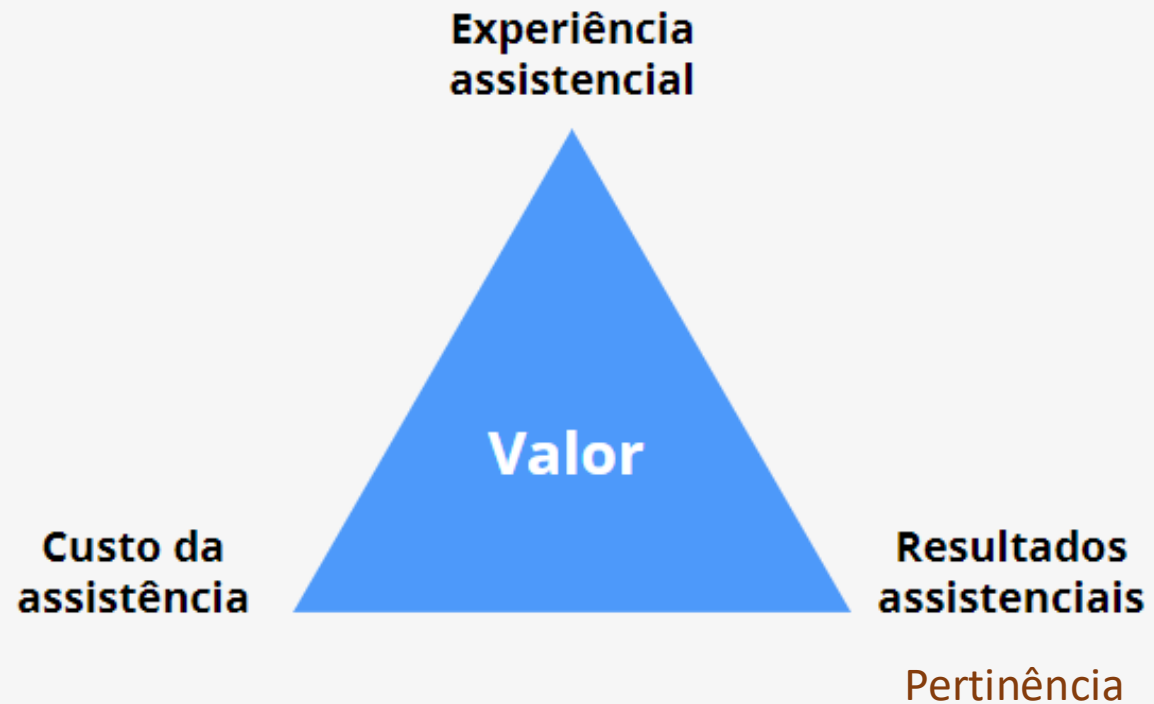 Experiência
assistencial
Valor
Custo da
assistência
Resultados
assistenciais
Pertinência